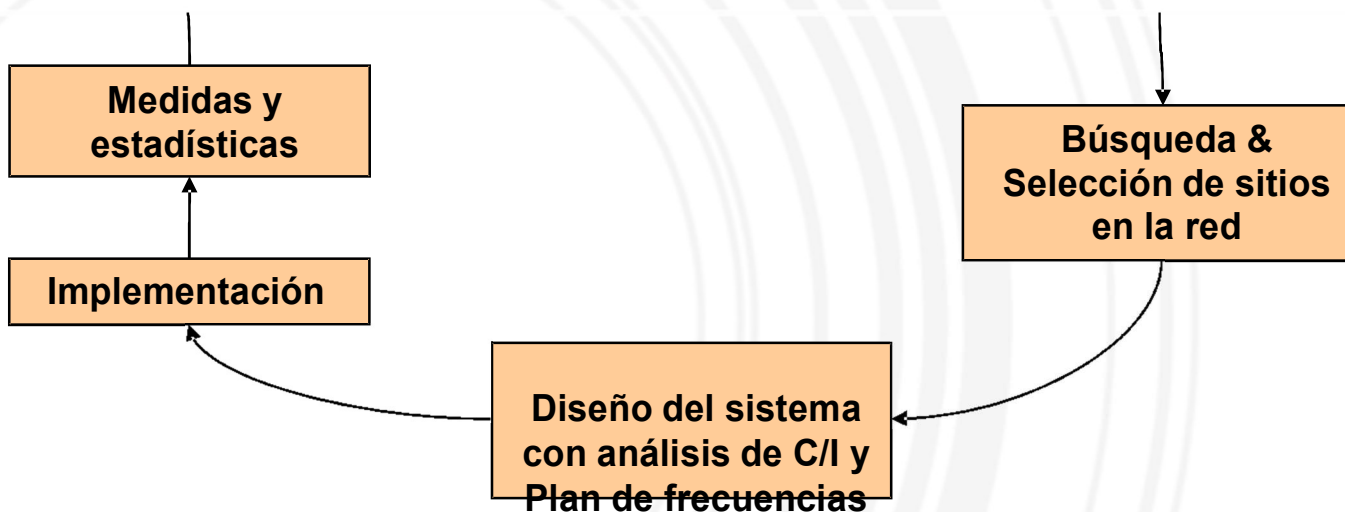 Medidas y
estadísticas
Búsqueda &
Selección de sitios
en la red
Implementación
Diseño del sistema
con análisis de C/I y
Plan de frecuencias